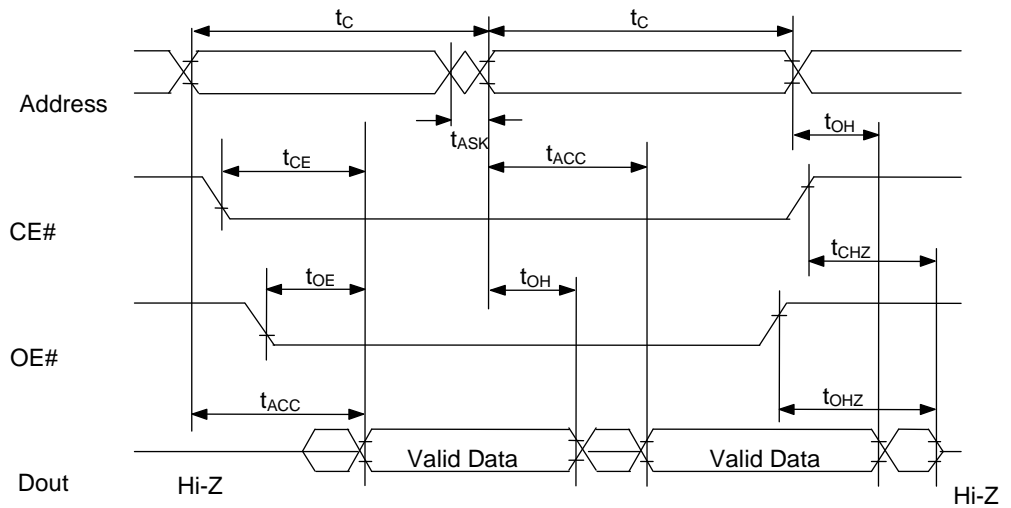 tC tC
Address
tASK tOH
tCE tACC
CE#
tCHZ
tOE tOH
OE#
tACC tOHZ
Valid Data Valid Data
Dout Hi-Z Hi-Z